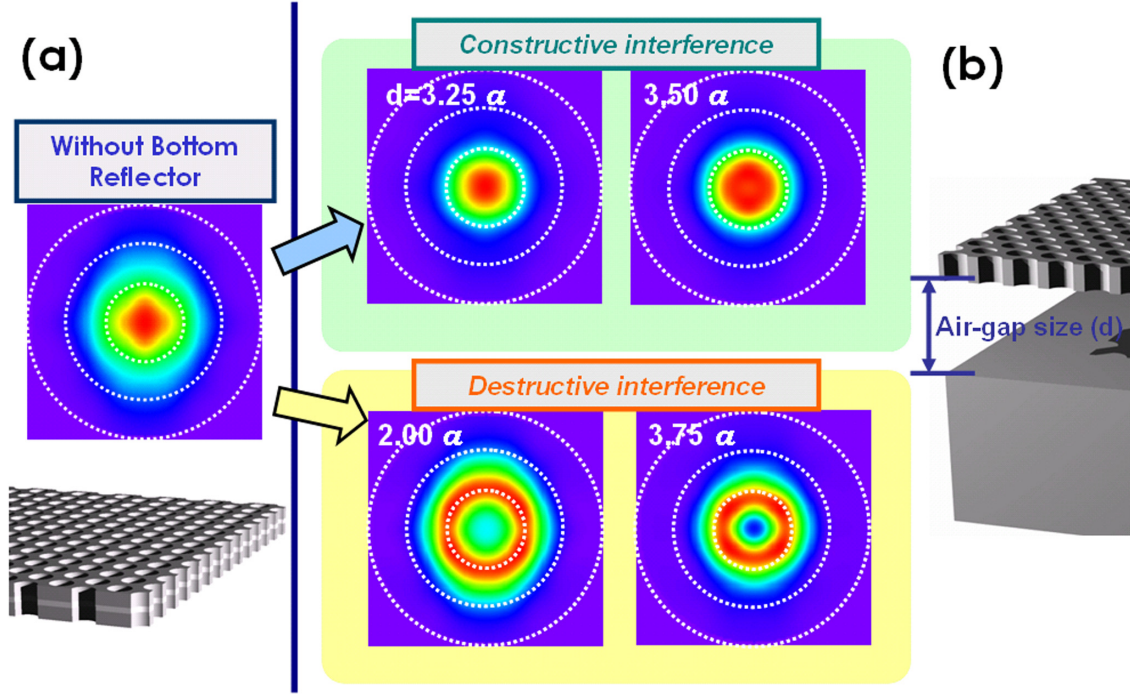 (a)
Without Bottom
Reflector
Constructive interference
d=3.25 a
3.50 a
Destructive interference
2.00 a
3.75 a
(b)
Air-gap size (d)